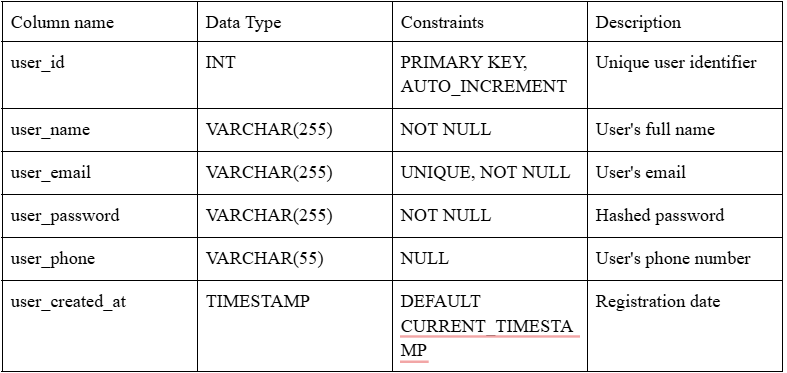 Column name Data Type Constraints Description
user_id INT PRIMARY KEY, Unique user identifier
AUTO_INCREMENT
user_name VARCHAR(255) NOT NULL User's full name
user_email VARCHAR(255) UNIQUE, NOT NULL User's email
user_password VARCHAR(255) NOT NULL Hashed password
user_phone VARCHAR(55) NULL User's phone number
user_created_at TIMESTAMP DEFAULT Registration date
CURRENT_TIMESTA
MP